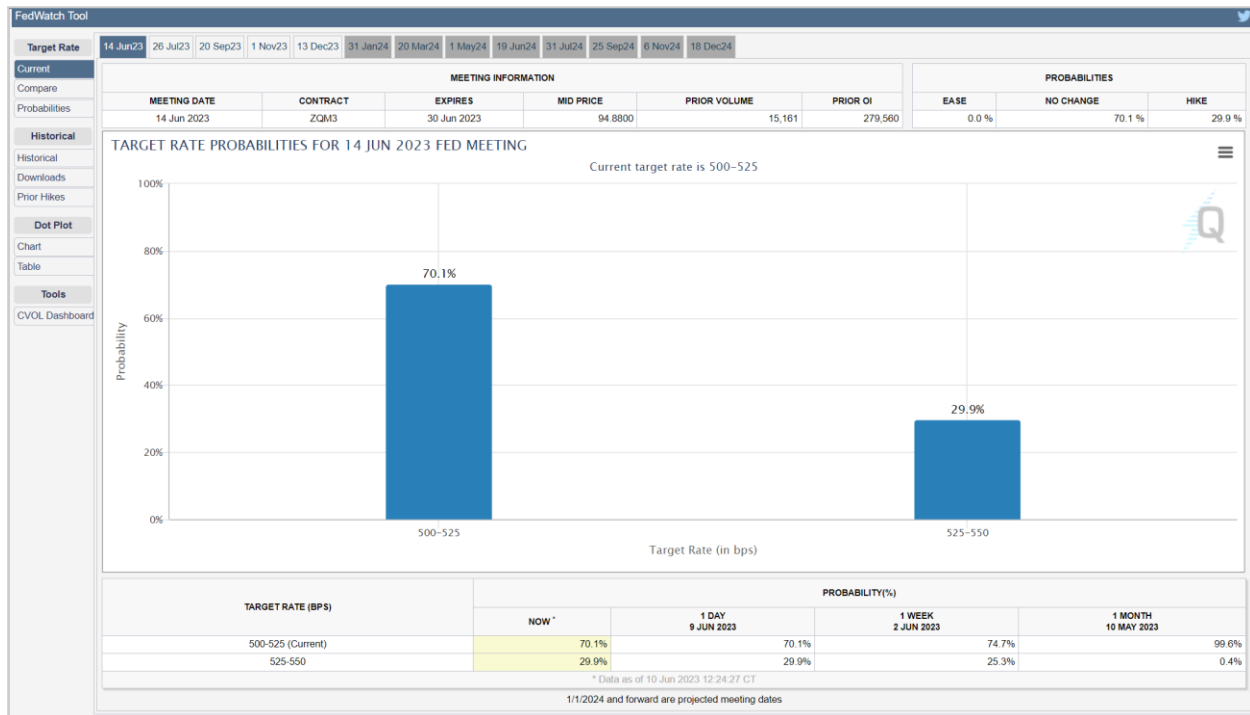 FedWatch Tool
Target Rate
Current
Compare
Probabilities
Historical
Historical
Downloads
Prior Hikes
Dot Plot
Chart
Table
Tools
CVOL Dashboard
14 Jun23 26 Jul23 20 Sep23 1 Nov23 13 Dec23 31 Jan24 20 Mar24 1 May24 19 Jun24 31 Jul24 25 Sep24 6 Nov24 18 Dec24
MEETING INFORMATION
MEETING DATE CONTRACT EXPIRES MID PRICE PRIOR VOLUME PRIOR OI
14 Jun 2023 ZQM3 30 Jun 2023 94.8800 15,161 279,560
PROBABILITIES
EASE NO CHANGE HIKE
0.0 % 70.1 % 29.9 %
TARGET RATE PROBABILITIES FOR 14 JUN 2023 FED MEETING
Current target rate is 500-525
Q
Probability
100%
80%
60%
40%
20%
0%
70.1%
29.9%
500-525 525-550
Target Rate (in bps)
TARGET RATE (BPS) PROBABILITY(%)
NOW * 1 DAY 1 WEEK 1 MONTH
9 JUN 2023 2 JUN 2023 10 MAY 2023
500-525 (Current) 70.1% 70.1% 74.7% 99.6%
525-550 29.9% 29.9% 25.3% 0.4%
* Data as of 10 Jun 2023 12:24:27 CT
1/1/2024 and forward are projected meeting dates